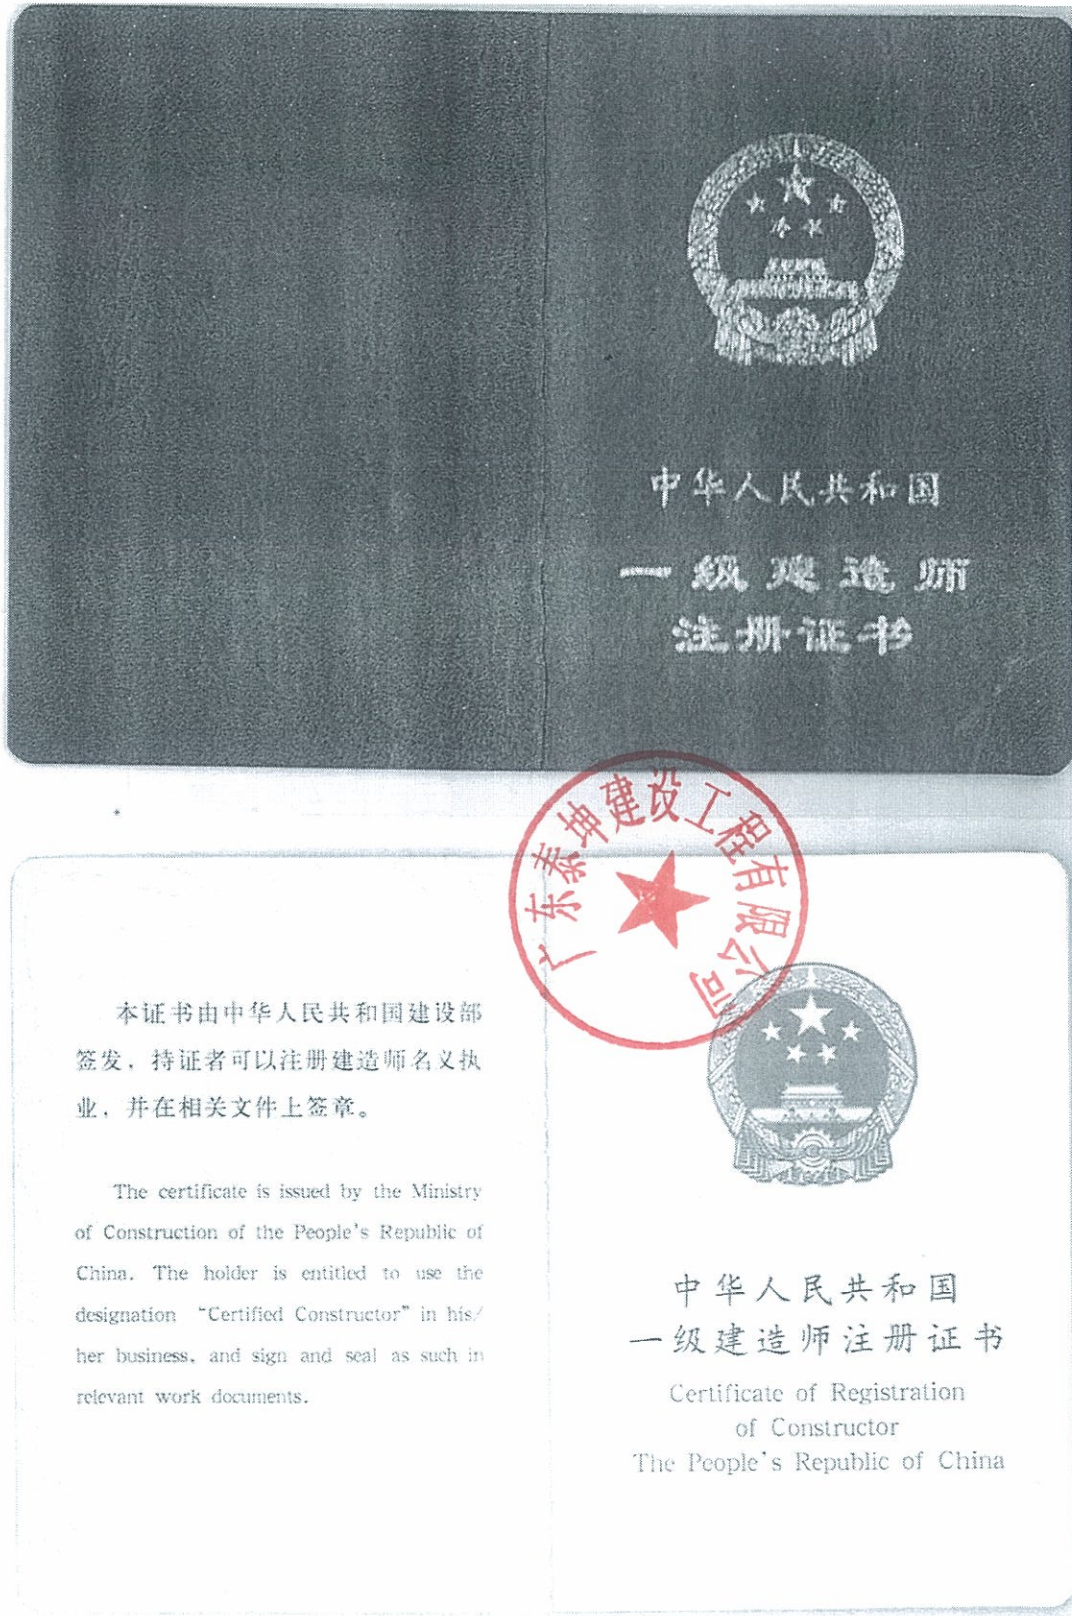 中华人民共和国
一级建造师
注册证书
广东泰坤建设工程有限公司
本证书由中华人民共和国建设部
签发，持证者可以注册建造师名义执
业，并在相关文件上签章。
The certificate is issued by the Ministry
of Construction of the People's Republic of
China. The holder is entitled to use the
designation “Certified Constructor” in his/
her business, and sign and seal as such in
relevant work documents.
中华人民共和国
一级建造师注册证书
Certificate of Registration
of Constructor
The People's Republic of China